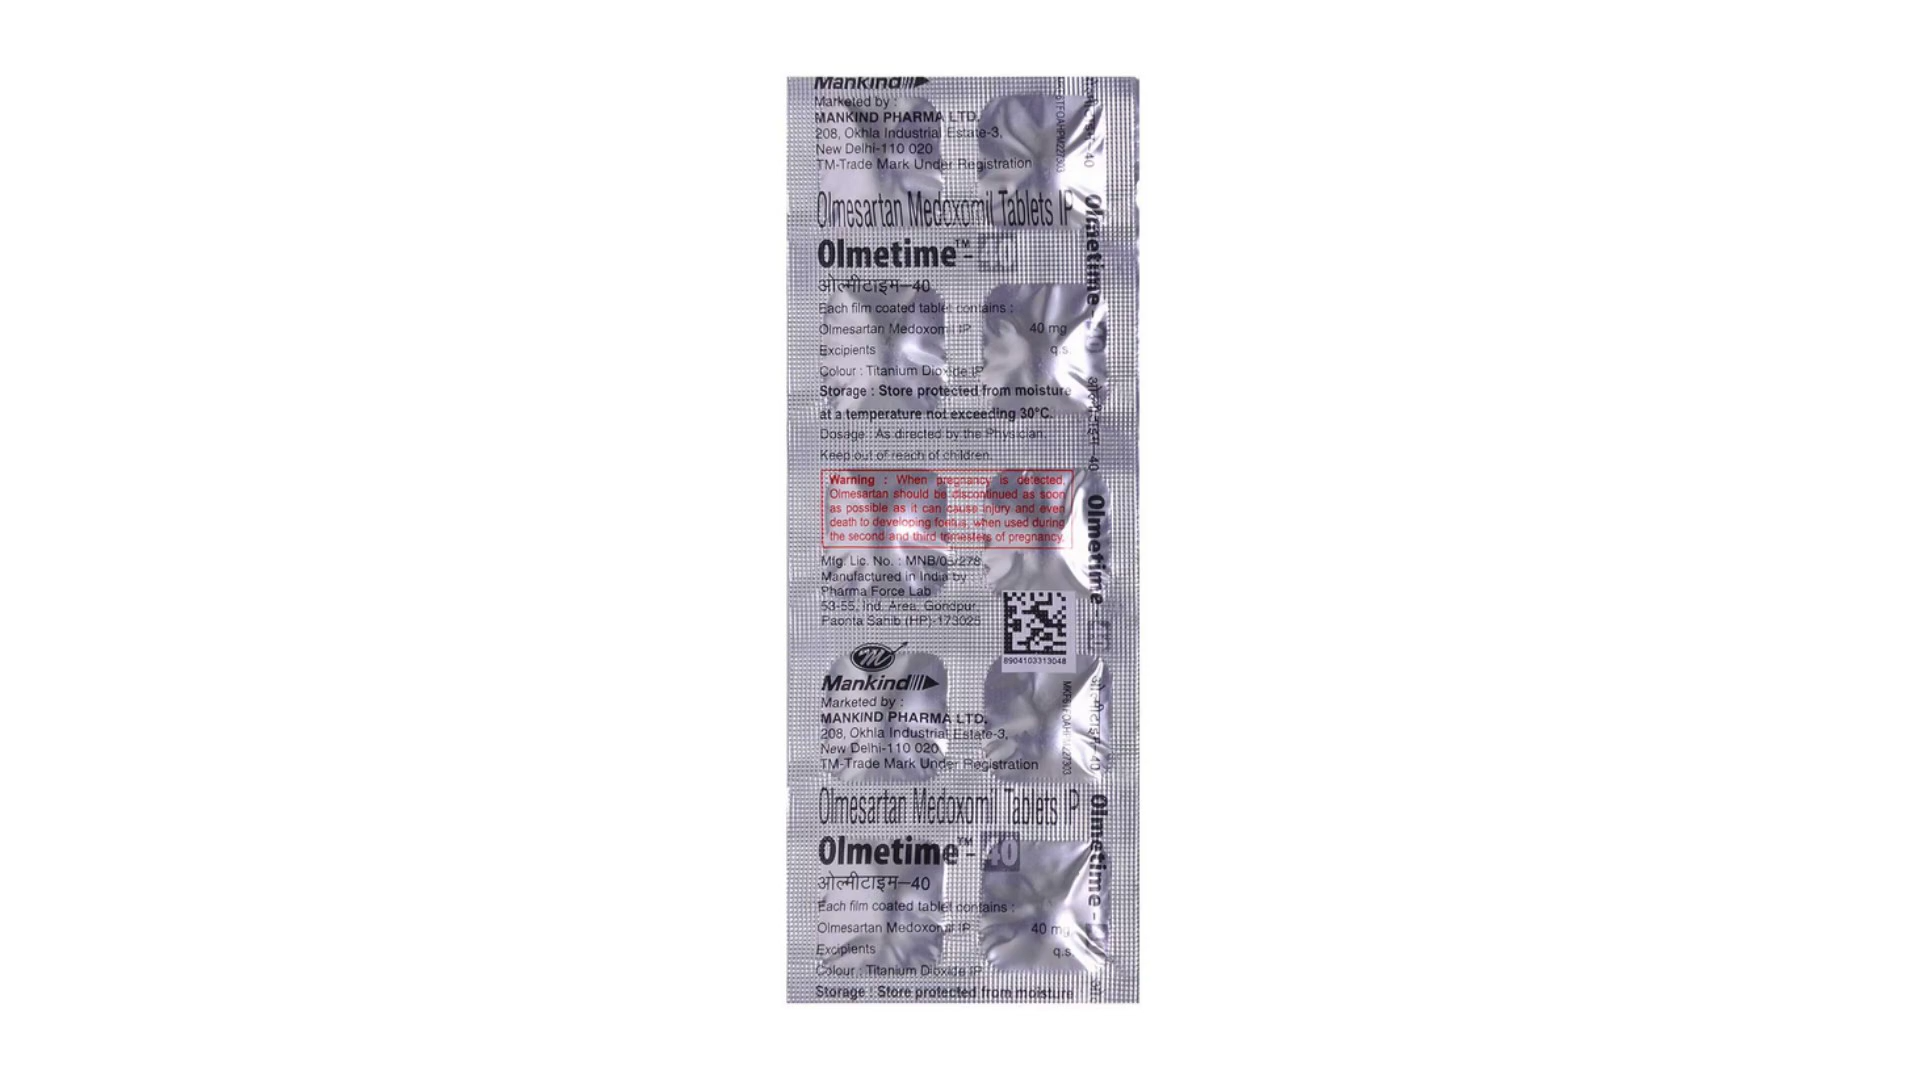 Mankind
Marketed by :
MANKIND PHARMA LTD.
208, Okhla Industrial Estate-3,
New Delhi-110 020
TM-Trade Mark Under Registration
Olmesartan Medoxomil Tablets IP
Olmetime™-40
ओल्मीटाइम–40
Each film coated tablet contains :
Olmesartan Medoxomil IP 40 mg
Excipients q.s.
Colour : Titanium Dioxide IP
Storage : Store protected from moisture
at a temperature not exceeding 30°C.
Dosage : As directed by the Physician.
Keep out of reach of children.
Warning : When pregnancy is detected,
Olmesartan should be discontinued as soon
as possible as it can cause injury and even
death to developing foetus, when used during
the second and third trimesters of pregnancy.
Mfg. Lic. No. : MNB/05/278
Manufactured in India by
Pharma Force Lab
53-55, Ind. Area, Gondpur
Paonta Sahib (HP)-173025
8904103313048
M
Mankind
Marketed by :
MANKIND PHARMA LTD.
208, Okhla Industrial Estate-3,
New Delhi-110 020
TM-Trade Mark Under Registration
Olmesartan Medoxomil Tablets IP
Olmetime™-40
ओल्मीटाइम–40
Each film coated tablet contains :
Olmesartan Medoxomil IP 40 mg
Excipients q.s.
Colour : Titanium Dioxide IP
Storage : Store protected from moisture
Olmetime - 40
ओल्मीटाइम–40
Olmetime - 40
ओल्मीटाइम–40
Olmetime -